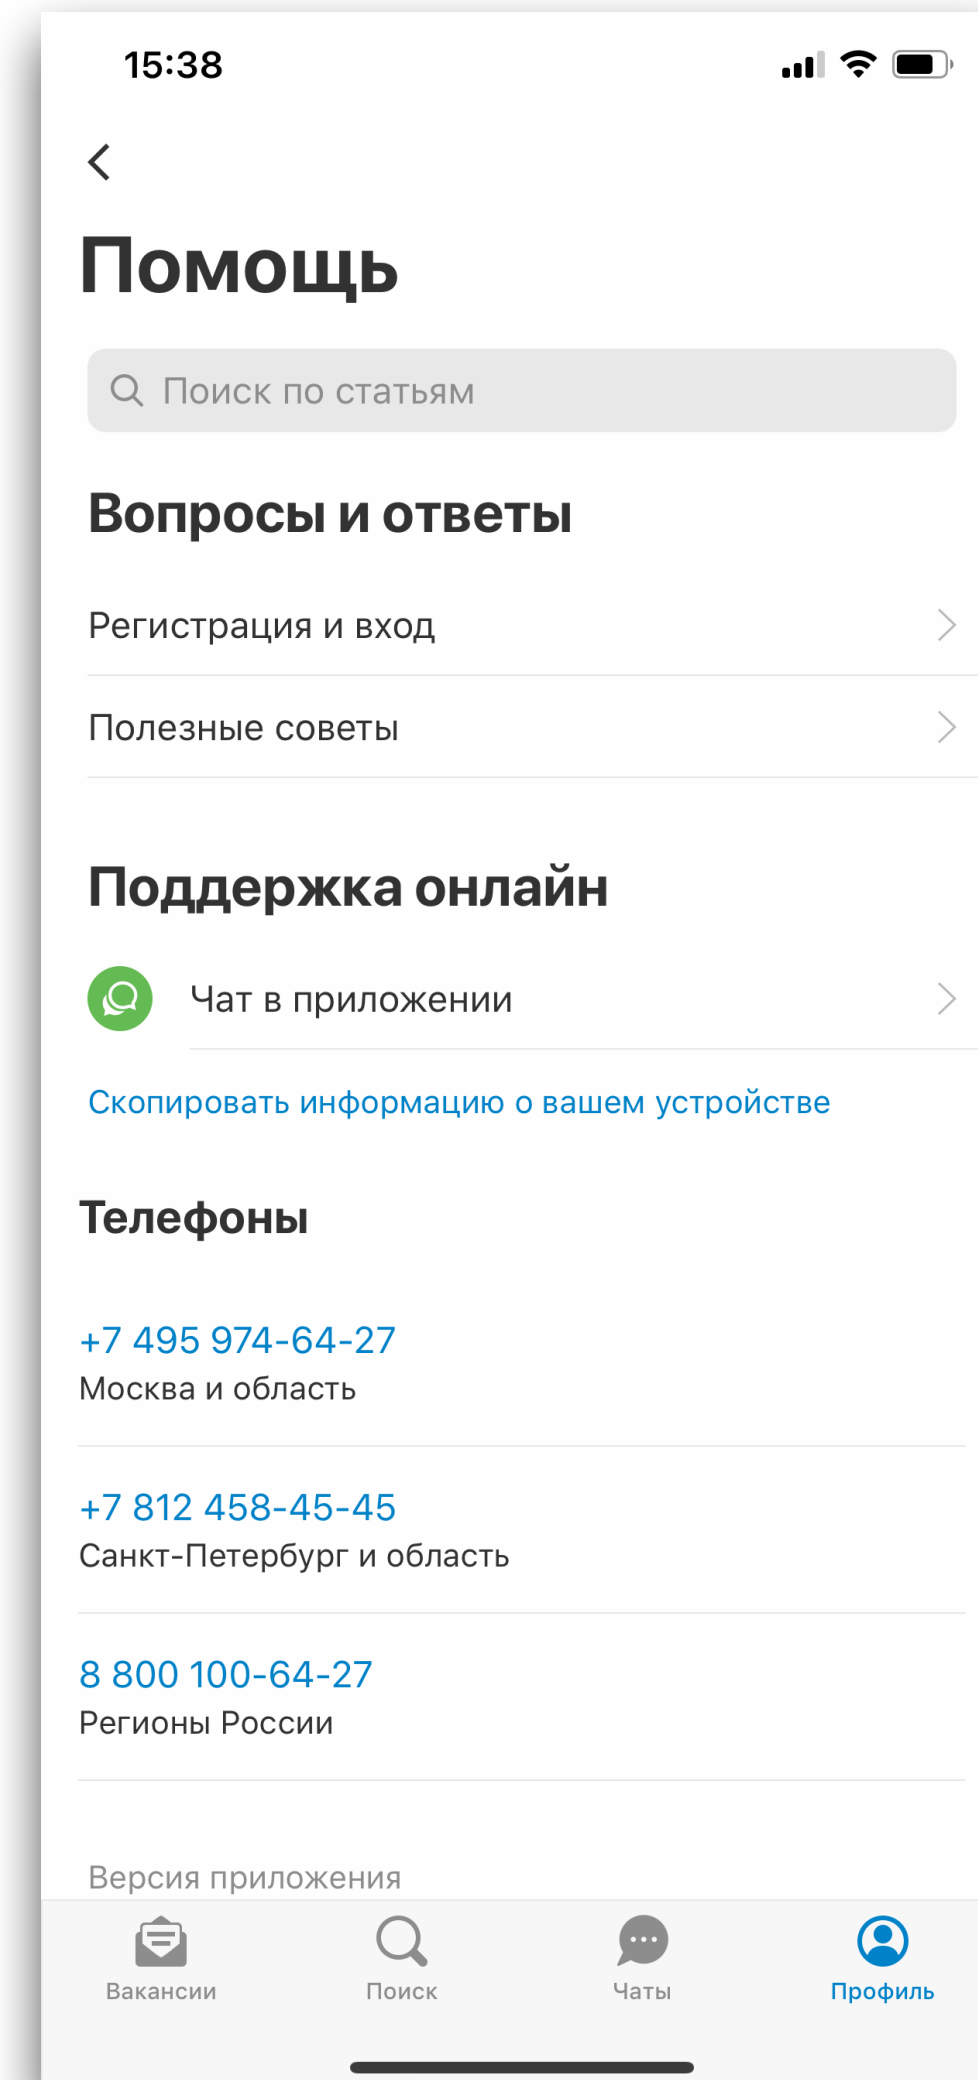 15:38
Помощь
Поиск по статьям
Вопросы и ответы
Регистрация и вход
Полезные советы
Поддержка онлайн
Чат в приложении
Скопировать информацию о вашем устройстве
Телефоны
+7 495 974-64-27
Москва и область
+7 812 458-45-45
Санкт-Петербург и область
8 800 100-64-27
Регионы России
Версия приложения
Вакансии
Поиск
Чаты
Профиль